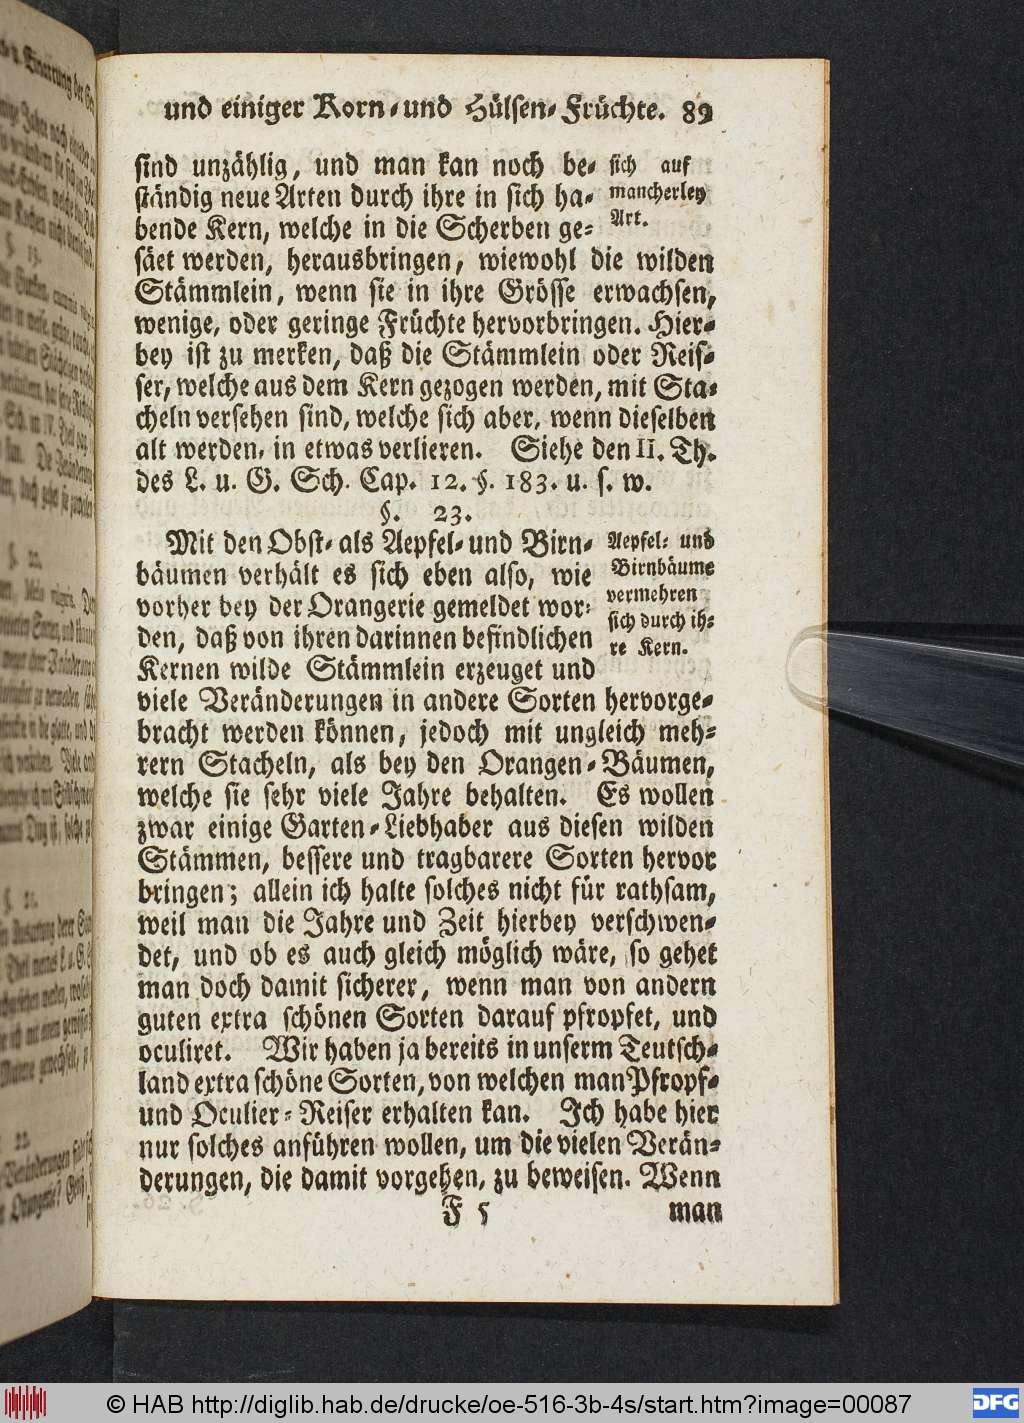 und einiger Korn-und Hülsen-Früchte. 89
sind unzählig, und man kan noch be-
ständig neue Arten durch ihre in sich ha-
bende Kern, welche in die Scherben ge-
säet werden, herausbringen, wiewohl die wilden
Stämmlein, wenn sie in ihre Grösse erwachsen,
wenige, oder geringe Früchte hervorbringen. Hier-
bey ist zu merken, daß die Stämmlein oder Reis-
ser, welche aus dem Kern gezogen werden, mit Sta-
cheln versehen sind, welche sich aber, wenn dieselben
alt werden, in etwas verlieren. Siehe den II. Th.
des L. u. G. Sch. Cap. 12. §. 183. u. s. w.
sich auf
mancherley
Art.
§. 23.
Mit den Obst- als Aepfel- und Birn-
bäumen verhält es sich eben also, wie
vorher bey der Orangerie gemeldet wor-
den, daß von ihren darinnen befindlichen
Kernen wilde Stämmlein erzeuget und
viele Veränderungen in andere Sorten hervorge-
bracht werden können, jedoch mit ungleich meh-
rern Stacheln, als bey den Orangen-Bäumen,
welche sie sehr viele Jahre behalten. Es wollen
zwar einige Garten-Liebhaber aus diesen wilden
Stämmen, bessere und tragbarere Sorten hervor
bringen; allein ich halte solches nicht für rathsam,
weil man die Jahre und Zeit hierbey verschwen-
det, und ob es auch gleich möglich wäre, so gehet
man doch damit sicherer, wenn man von andern
guten extra schönen Sorten darauf pfropfet, und
oculiret. Wir haben ja bereits in unserm Teutsch-
land extra schöne Sorten, von welchen man Pfropf-
und Oculier-Reiser erhalten kan. Ich habe hier
nur solches anführen wollen, um die vielen Verän-
derungen, die damit vorgehen, zu beweisen. Wenn
Aepfel- und
Birnbäume
vermehren
sich durch ih-
re Kern.
F 5 man
© HAB http://diglib.hab.de/drucke/oe-516-3b-4s/start.htm?image=00087
DFG